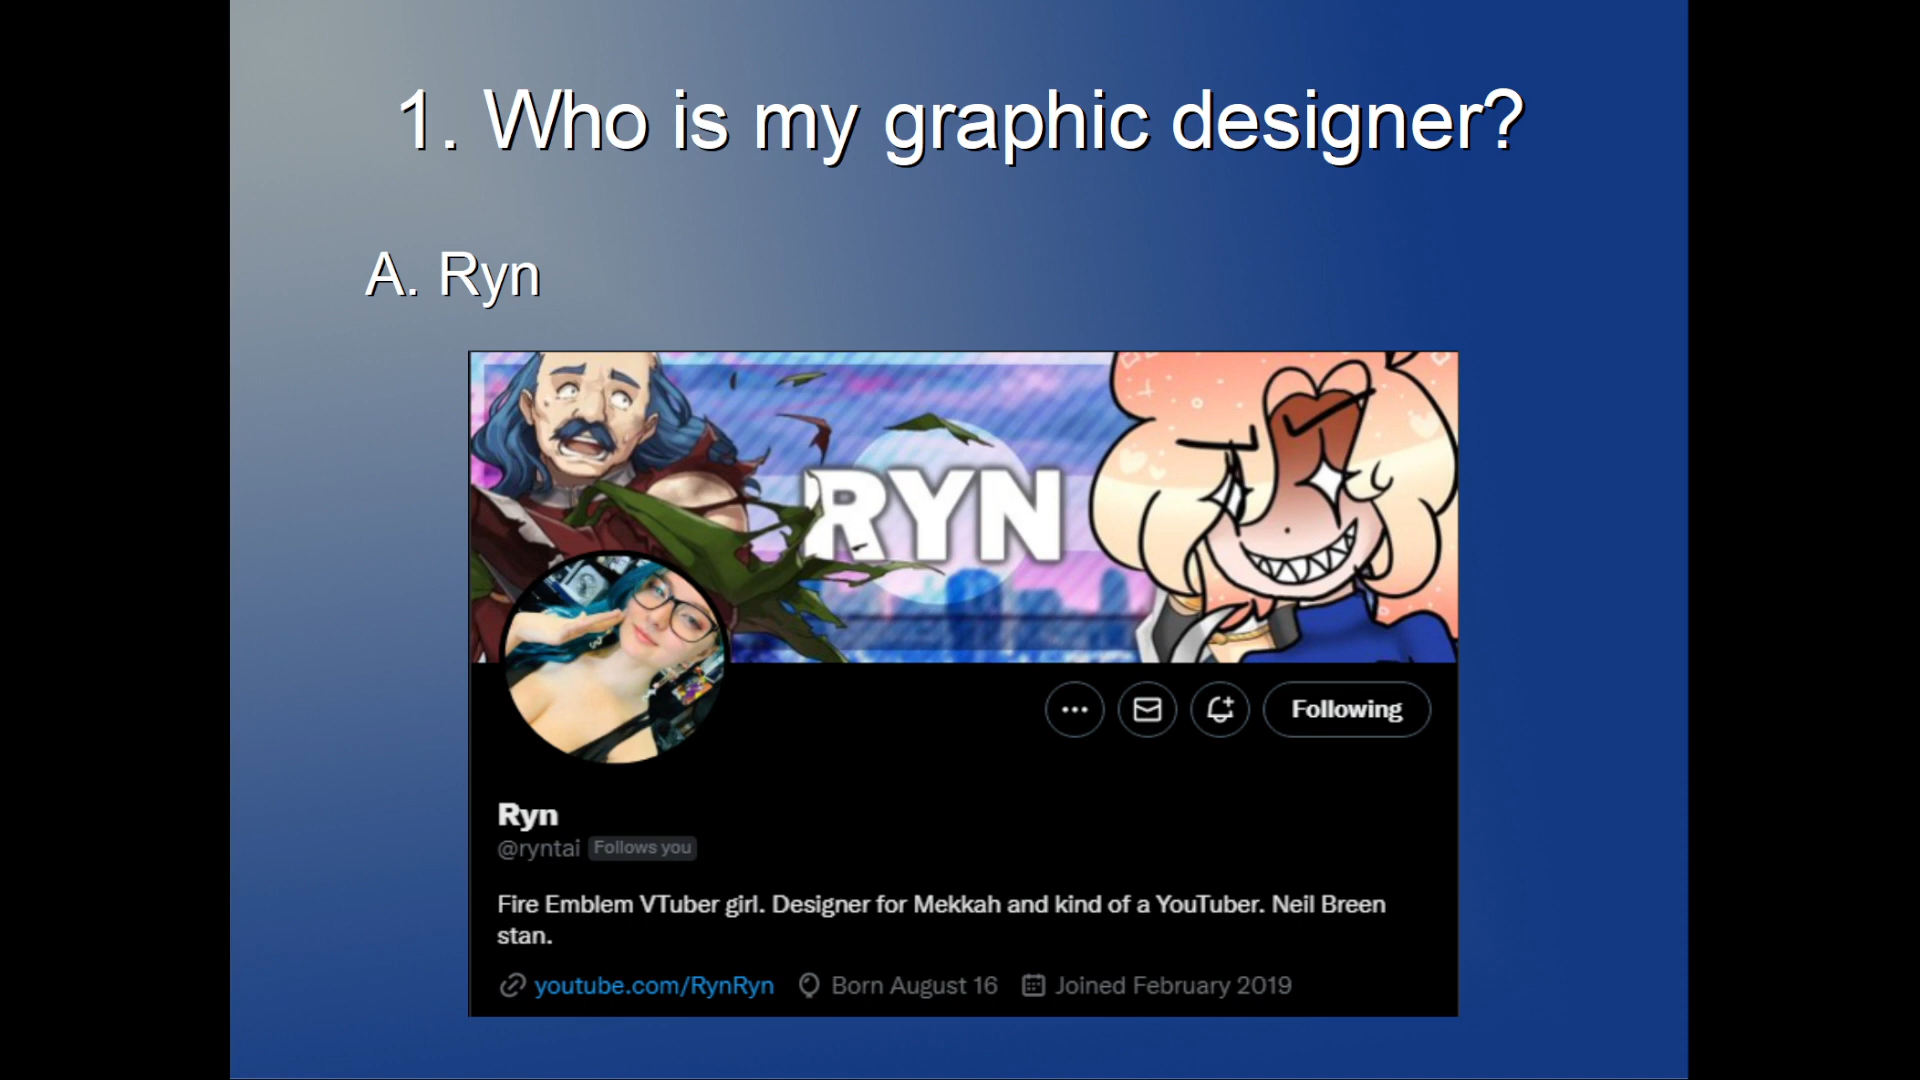 1. Who is my graphic designer?
A. Ryn
RYN
Following
Ryn
@ryntai Follows you
Fire Emblem VTuber girl. Designer for Mekkah and kind of a YouTuber. Neil Breen
stan.
youtube.com/RynRyn Born August 16 Joined February 2019